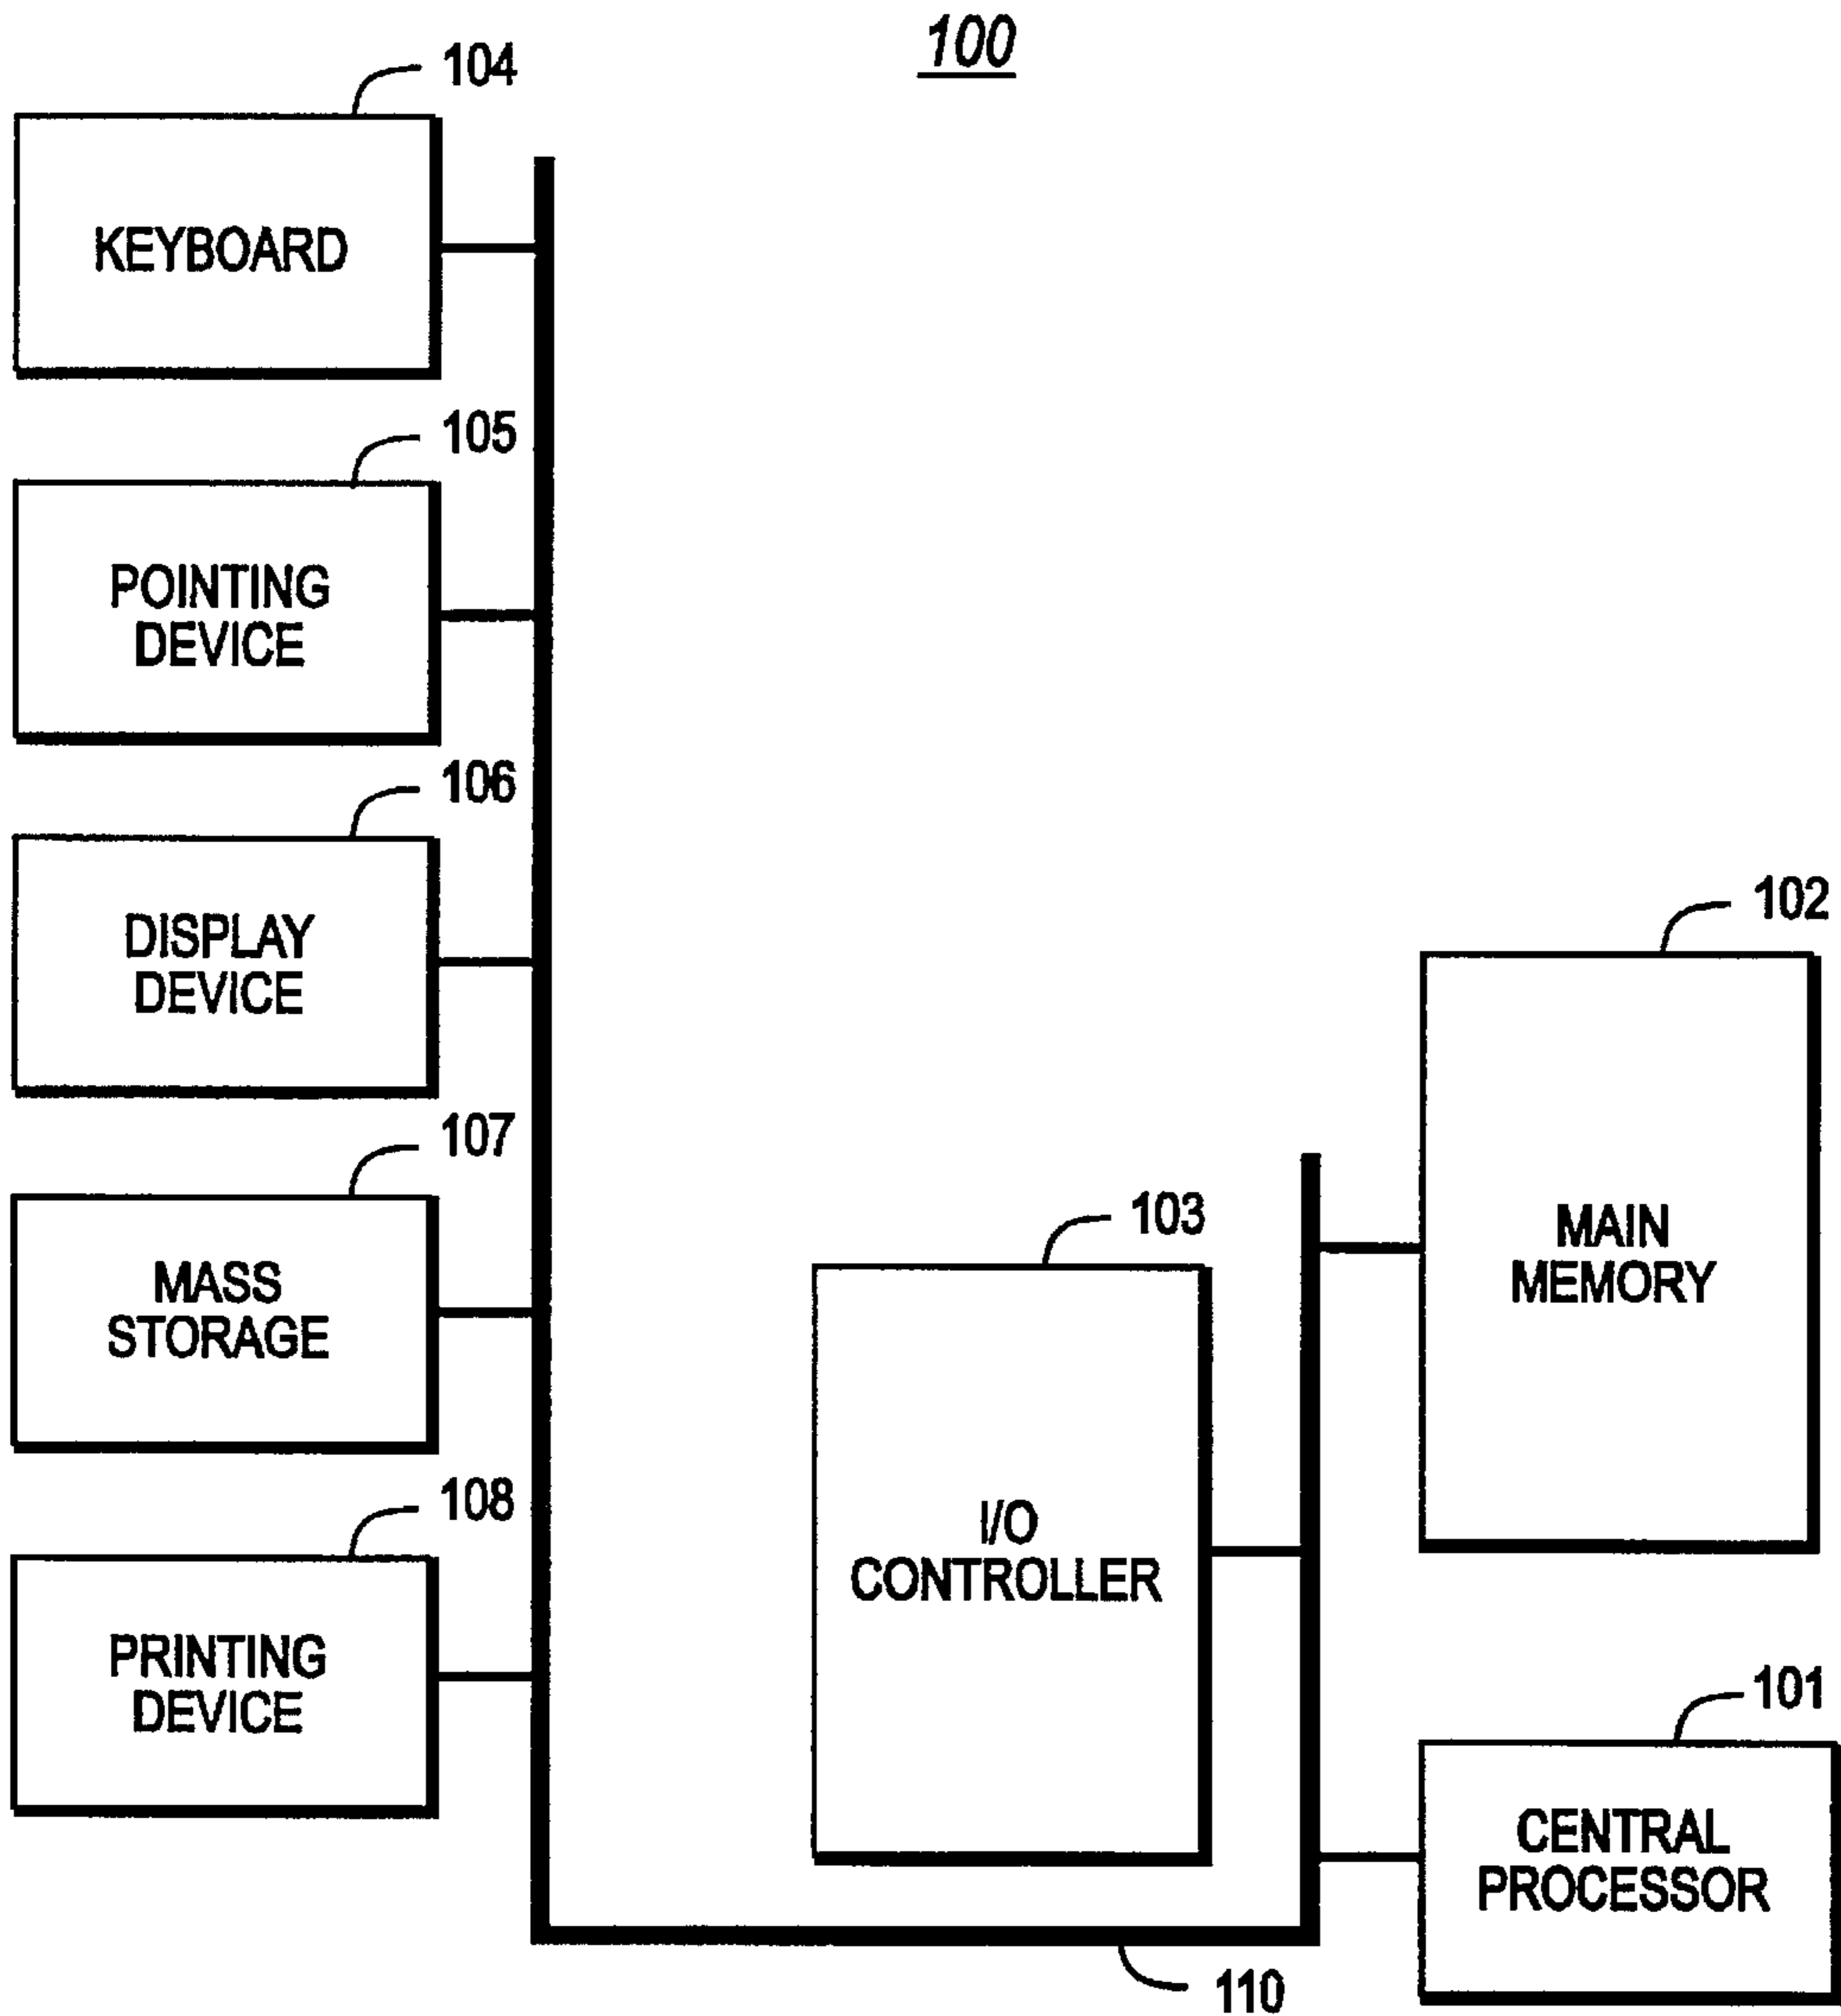 100
104
KEYBOARD
105
POINTING
DEVICE
106
DISPLAY
DEVICE
107
MASS
STORAGE
108
PRINTING
DEVICE
103
I/O
CONTROLLER
102
MAIN
MEMORY
101
CENTRAL
PROCESSOR
110